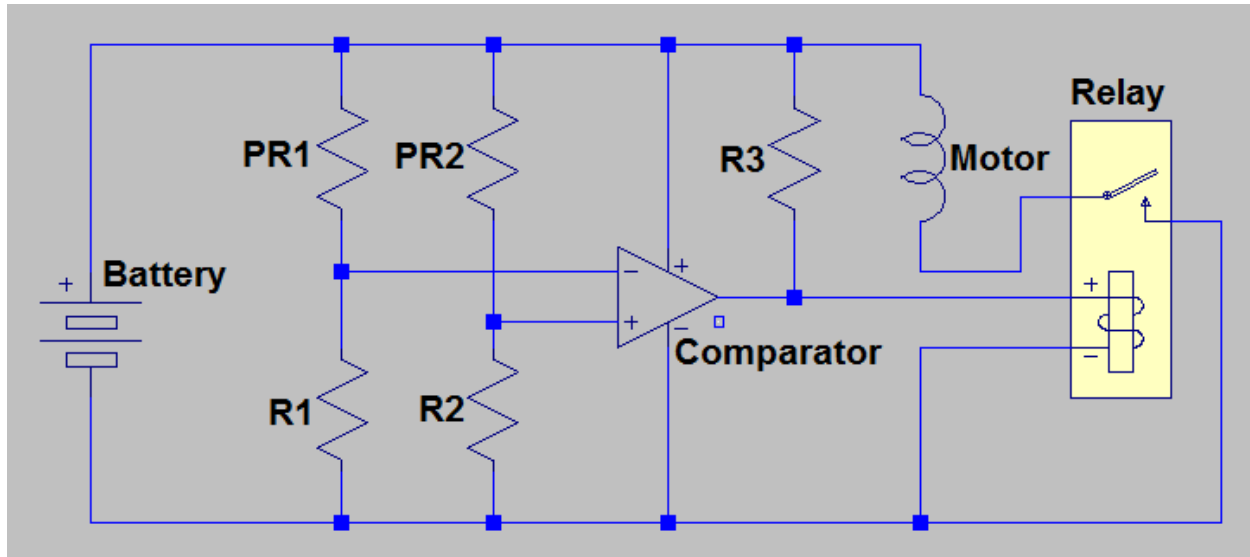 Relay
PR1
PR2
R3
Motor
+
Battery
-
+
+
-
Comparator
+
-
R1
R2